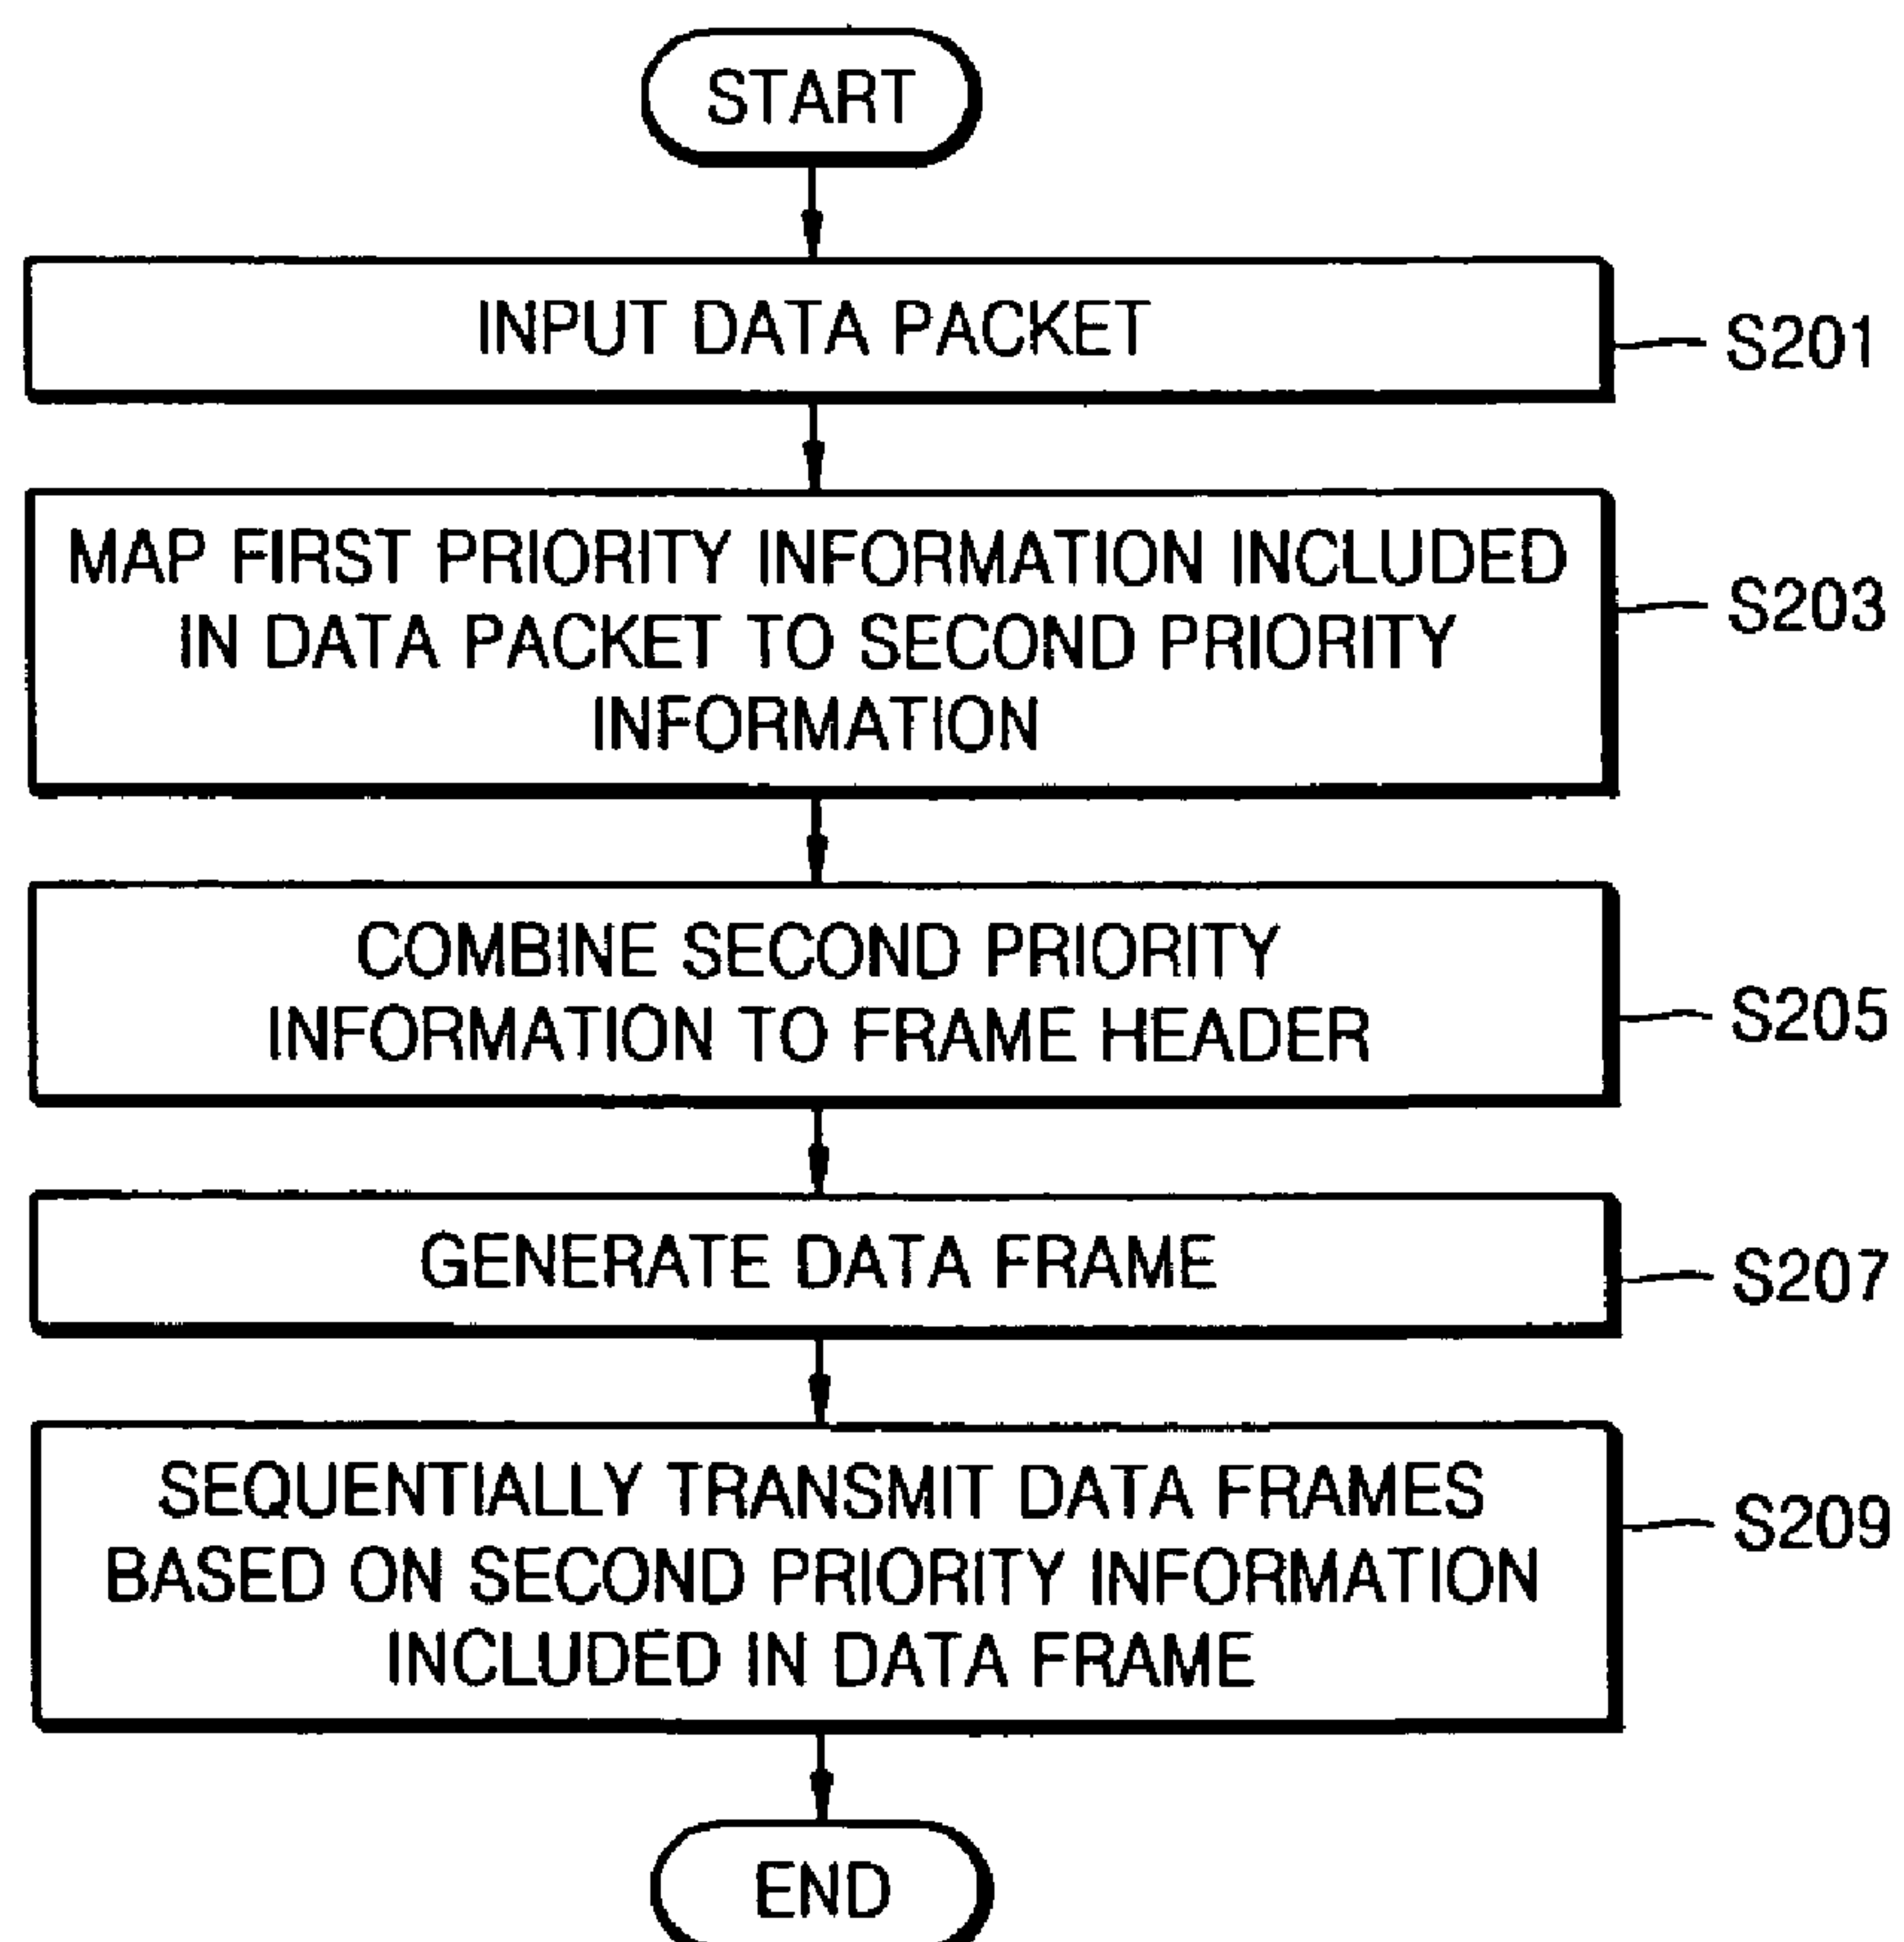 START
INPUT DATA PACKET
S201
MAP FIRST PRIORITY INFORMATION INCLUDED
IN DATA PACKET TO SECOND PRIORITY
INFORMATION
S203
COMBINE SECOND PRIORITY
INFORMATION TO FRAME HEADER
S205
GENERATE DATA FRAME
S207
SEQUENTIALLY TRANSMIT DATA FRAMES
BASED ON SECOND PRIORITY INFORMATION
INCLUDED IN DATA FRAME
S209
END